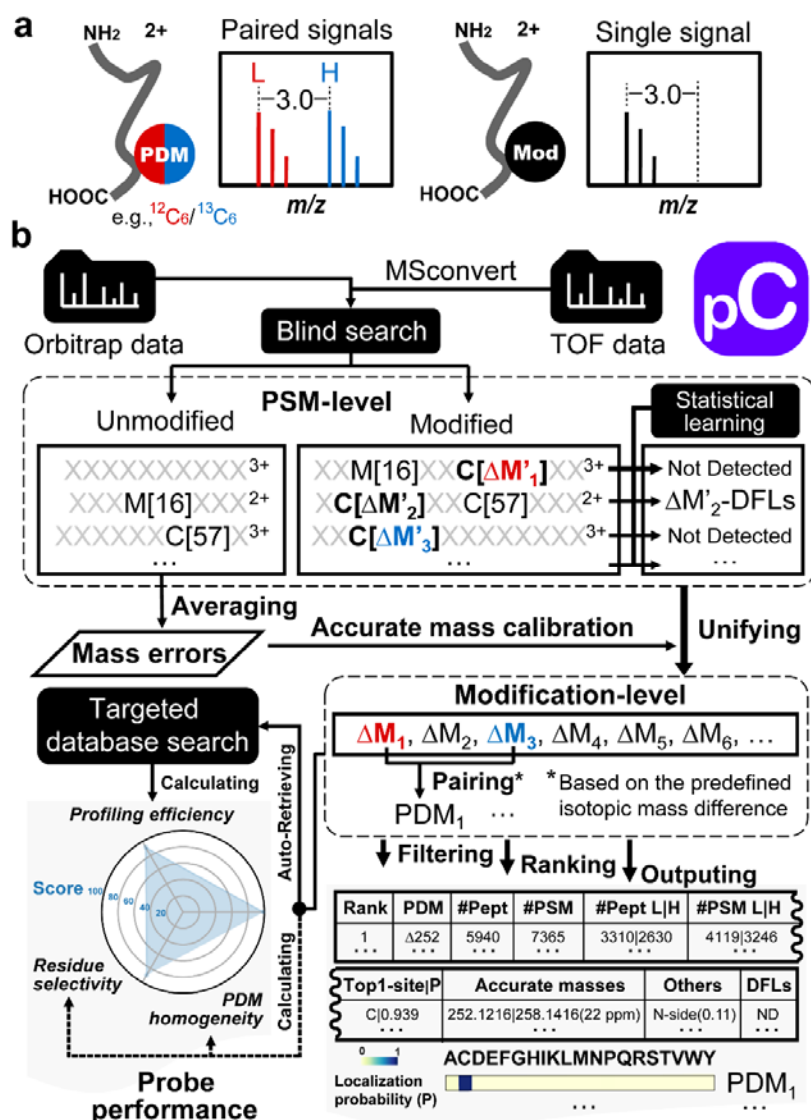 a
NH2 2+
Paired signals
L H
3.0
PDM
HOOC
m/z
e.g.,12C6/13C6
NH2 2+
Single signal
3.0
Mod
HOOC
m/z
b
MSconvert
Orbitrap data
Blind search
TOF data
pC
PSM-level
Unmodified
Modified
Statistical
learning
XXXXXXXXXX3+
XXXM[16]XXXX2+
XXXXXXC[57]X3+
...
XXM[16]XXC[ΔM'1]XX3+
XC[ΔM'2]XXC[57]XXX2+
XXC[ΔM'3]XXXXXXXX3+
...
Not Detected
ΔM'2-DFLs
Not Detected
...
Averaging
Mass errors
Accurate mass calibration
Unifying
Modification-level
ΔM1, ΔM2, ΔM3, ΔM4, ΔM5, ΔM6, ...
Pairing*
PDM1 ...
*Based on the predefined
isotopic mass difference
Targeted
database search
Calculating
Auto-Retrieving
Calculating
Profiling efficiency
Score 100 80 60 40 20
Residue
selectivity
PDM
homogeneity
Probe
performance
Filtering
Ranking
Outputing
Rank PDM #Pept #PSM #Pept L|H #PSM L|H
1 Δ252 5940 7365 3310|2630 4119|3246
... ... ... ... ... ...
Top1-site|P Accurate masses Others DFLs
C|0.939 252.1216|258.1416(22 ppm) N-side(0.11) ND
... ... ... ...
0 1
ACDEFGHIKLMNPQRSTVWY
Localization
probability (P)
PDM1
... ...